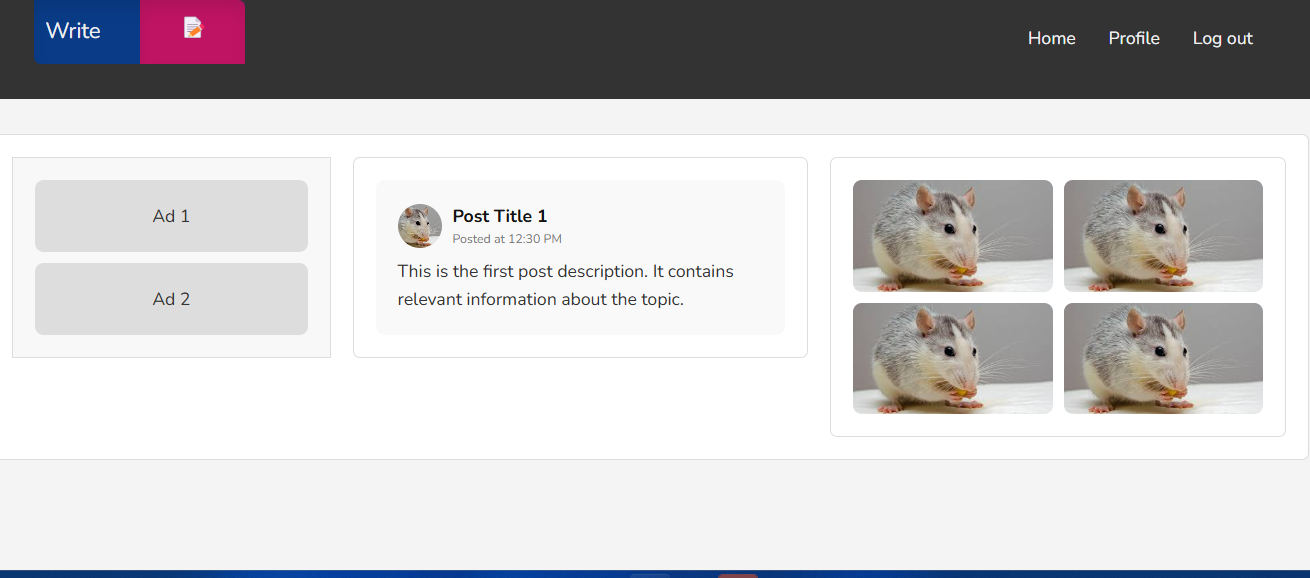 Write
Home Profile Log out
Ad 1
Ad 2
Post Title 1
Posted at 12:30 PM
This is the first post description. It contains
relevant information about the topic.